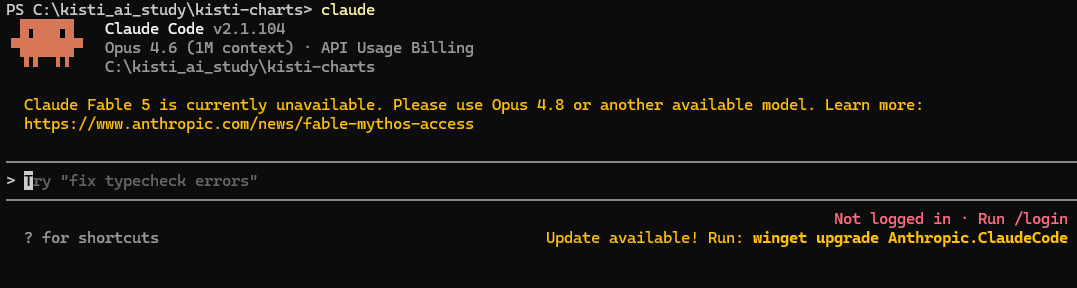 PS C:\kisti_ai_study\kisti-charts> claude
Claude Code v2.1.104
Opus 4.6 (1M context) · API Usage Billing
C:\kisti_ai_study\kisti-charts
Claude Fable 5 is currently unavailable. Please use Opus 4.8 or another available model. Learn more:
https://www.anthropic.com/news/fable-mythos-access
> Try "fix typecheck errors"
Not logged in · Run /login
? for shortcuts Update available! Run: winget upgrade Anthropic.ClaudeCode